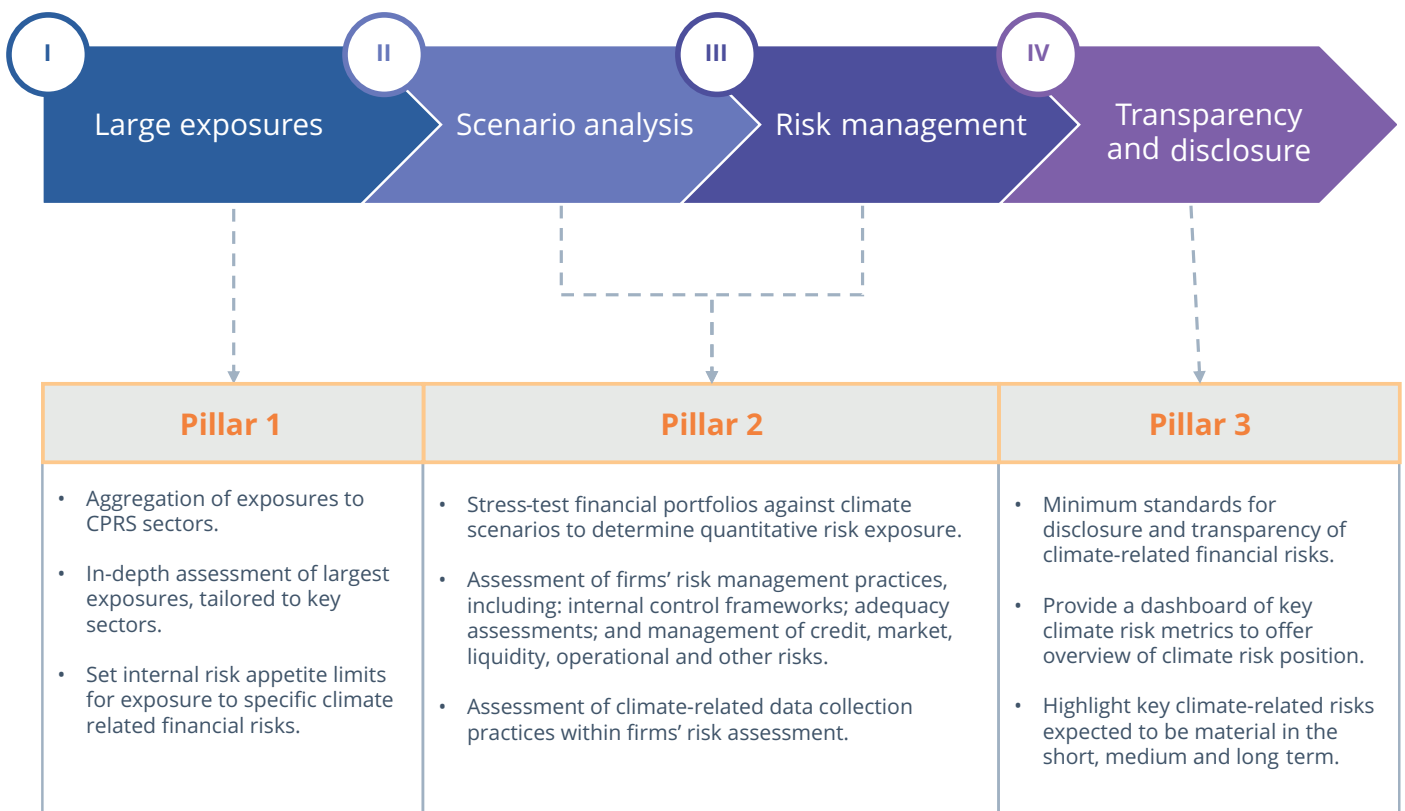 I
II
III
IV
Large exposures
Scenario analysis
Risk management
Transparency
and disclosure
Pillar 1
Pillar 2
Pillar 3
• Aggregation of exposures to
CPRS sectors.
• In-depth assessment of largest
exposures, tailored to key
sectors.
• Set internal risk appetite limits
for exposure to specific climate
related financial risks.
• Stress-test financial portfolios against climate
scenarios to determine quantitative risk exposure.
• Assessment of firms’ risk management practices,
including: internal control frameworks; adequacy
assessments; and management of credit, market,
liquidity, operational and other risks.
• Assessment of climate-related data collection
practices within firms’ risk assessment.
• Minimum standards for
disclosure and transparency of
climate-related financial risks.
• Provide a dashboard of key
climate risk metrics to offer
overview of climate risk position.
• Highlight key climate-related risks
expected to be material in the
short, medium and long term.